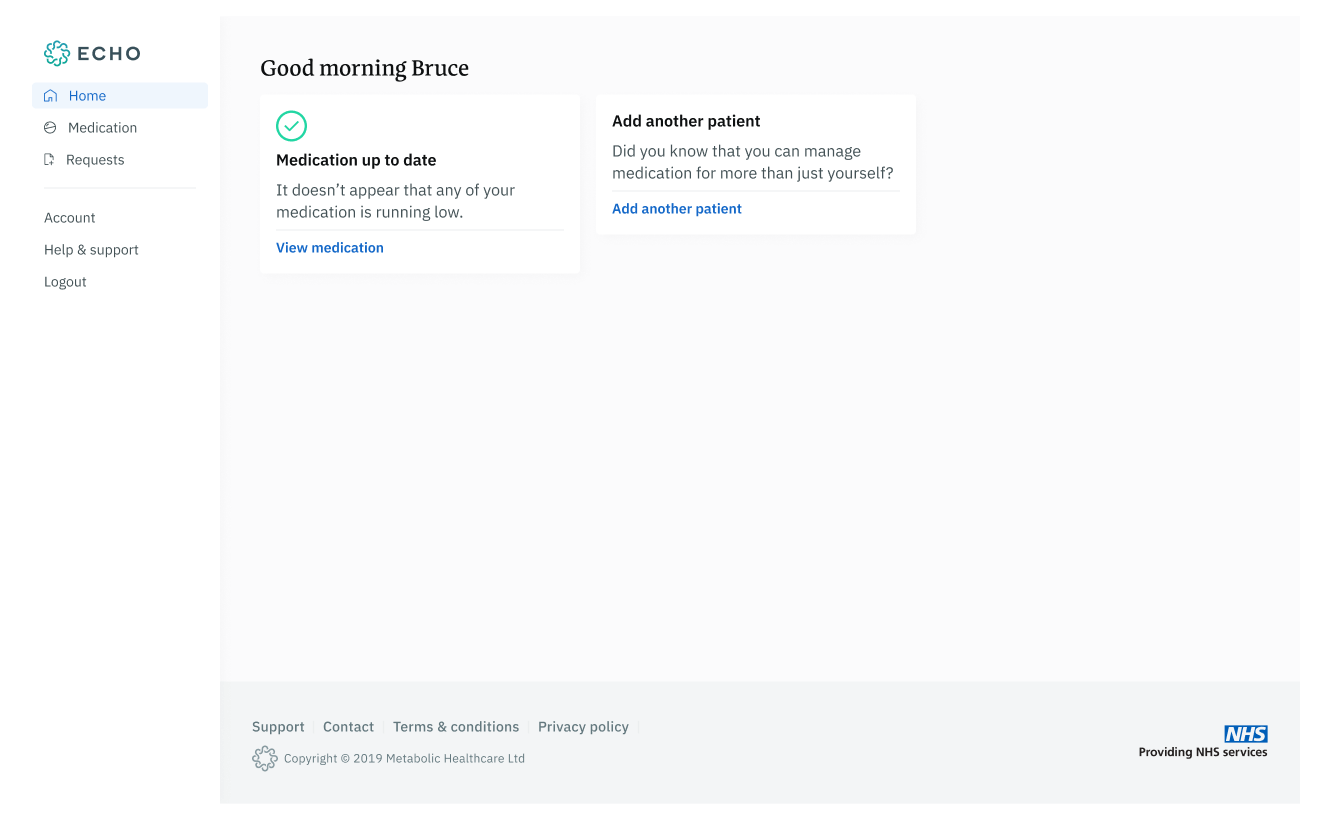 ECHO
Home
Medication
Requests
Account
Help & support
Logout
Good morning Bruce
Medication up to date
It doesn’t appear that any of your
medication is running low.
View medication
Add another patient
Did you know that you can manage
medication for more than just yourself?
Add another patient
Support
Contact
Terms & conditions
Privacy policy
Copyright © 2019 Metabolic Healthcare Ltd
NHS
Providing NHS services